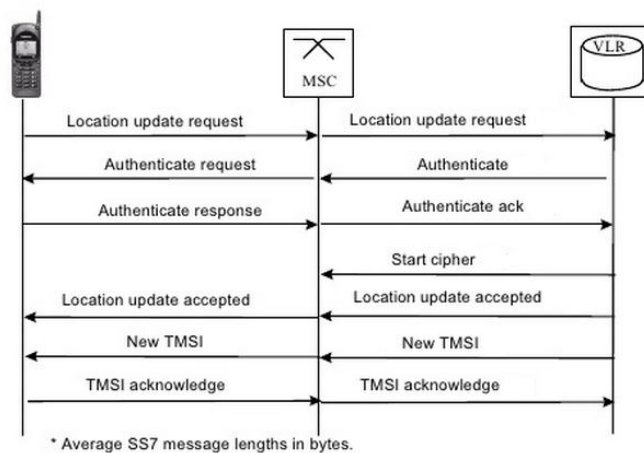 VLR
MSC
Location update request
Location update request
Authenticate request
Authenticate
Authenticate response
Authenticate ack
Start cipher
Location update accepted
Location update accepted
New TMSI
New TMSI
TMSI acknowledge
TMSI acknowledge
* Average SS7 message lengths in bytes.